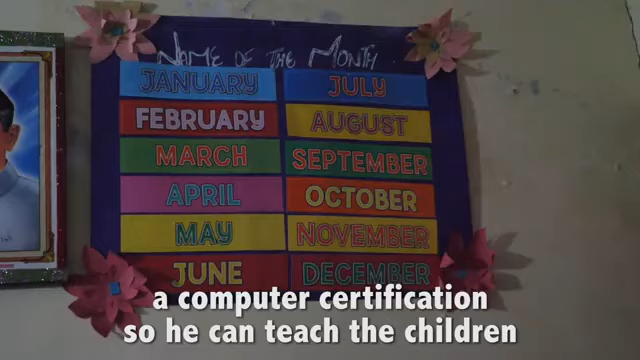 NAME OF THE MONTH
JANUARY JULY
FEBRUARY AUGUST
MARCH SEPTEMBER
APRIL OCTOBER
MAY NOVEMBER
JUNE DECEMBER
a computer certification
so he can teach the children